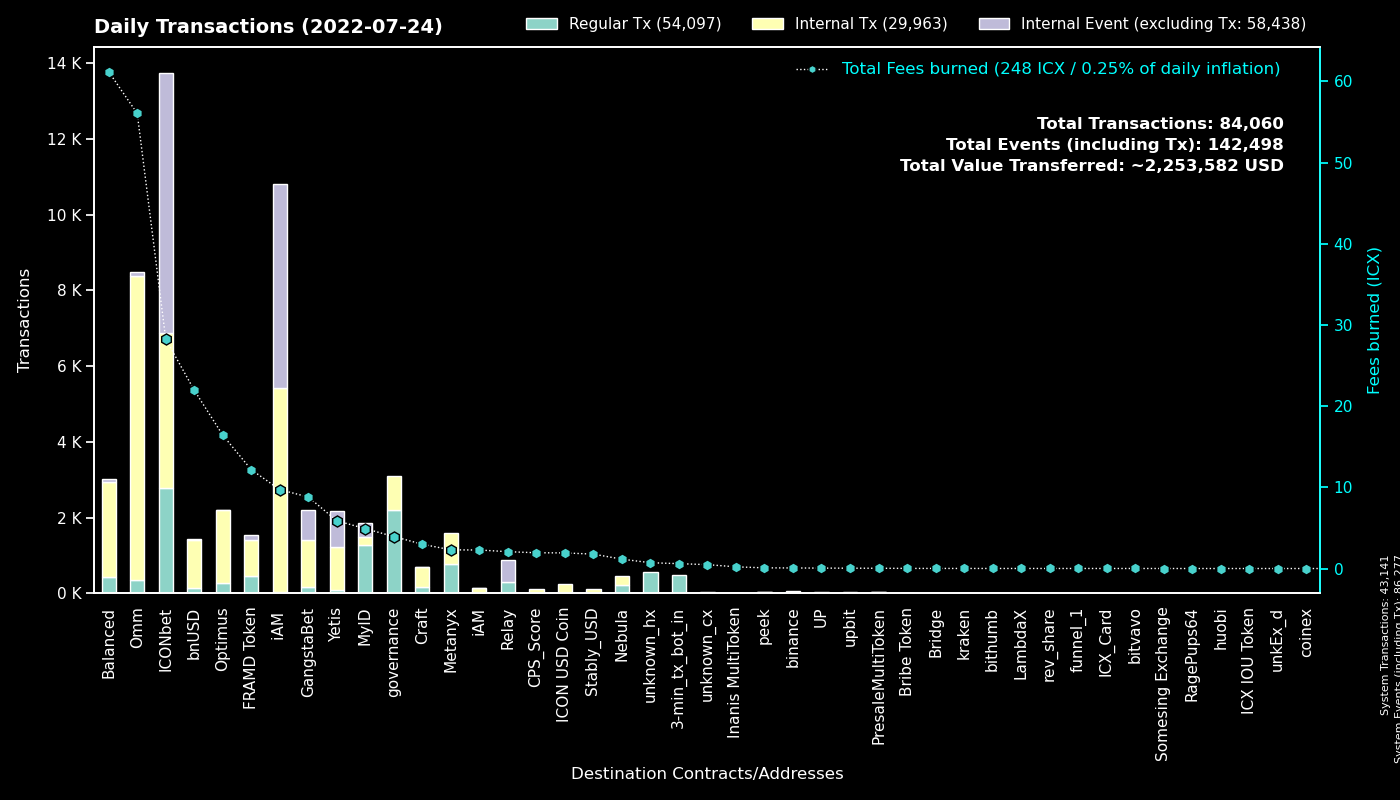 Daily Transactions (2022-07-24)
Regular Tx (54,097)
Internal Tx (29,963)
Internal Event (excluding Tx: 58,438)
Total Fees burned (248 ICX / 0.25% of daily inflation)
Total Transactions: 84,060
Total Events (including Tx): 142,498
Total Value Transferred: ~2,253,582 USD
Transactions
14 K
12 K
10 K
8 K
6 K
4 K
2 K
0 K
60
50
40
30
20
10
0
Fees burned (ICX)
Balanced
Omm
ICONbet
bnUSD
Optimus
FRAMD Token
iAM
GangstaBet
Yetis
MyID
governance
Craft
Metanyx
iAM
Relay
CPS_Score
ICON USD Coin
Stably_USD
Nebula
unknown_hx
3-min_tx_bot_in
unknown_cx
Inanis MultiToken
peek
binance
UP
upbit
PresaleMultiToken
Bribe Token
Bridge
kraken
bithumb
LambdaX
rev_share
funnel_1
ICX_Card
bitvavo
Somesing Exchange
RagePups64
huobi
ICX IOU Token
unkEx_d
coinex
Destination Contracts/Addresses
System Transactions: 43,141
System Events (including Tx): 86,277